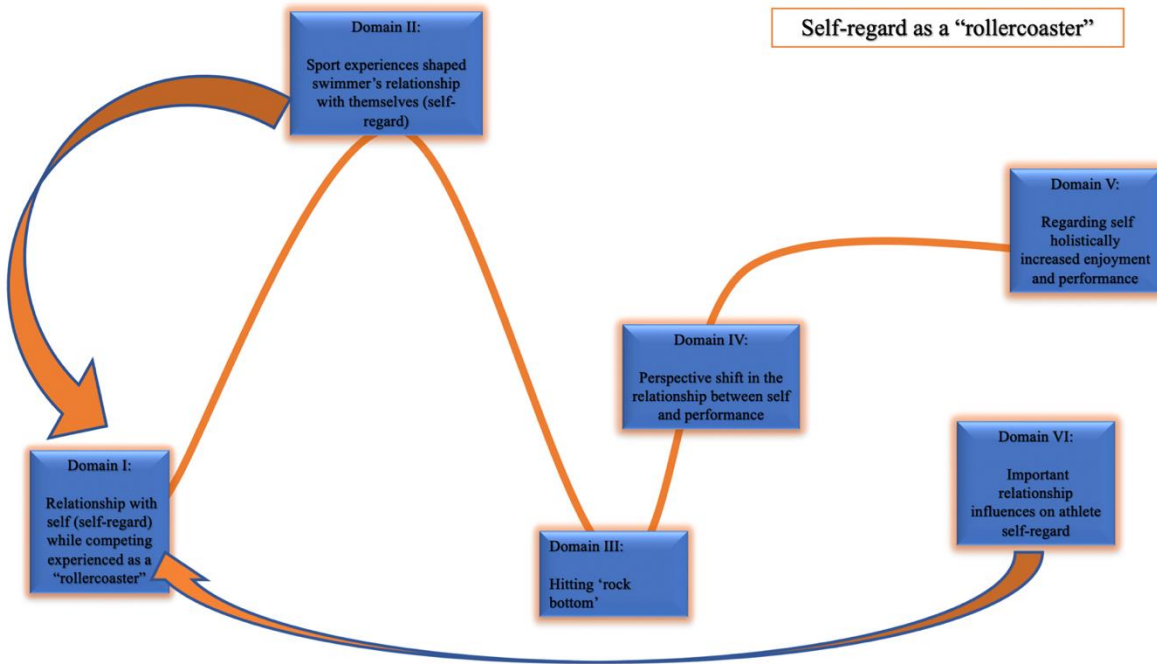 Self-regard as a “rollercoaster”
Domain I:
Relationship with
self (self-regard)
while competing
experienced as a
“rollercoaster”
Domain II:
Sport experiences shaped
swimmer’s relationship
with themselves (self-
regard)
Domain III:
Hitting ‘rock
bottom’
Domain IV:
Perspective shift in the
relationship between self
and performance
Domain V:
Regarding self
holistically
increased enjoyment
and performance
Domain VI:
Important
relationship
influences on athlete
self-regard